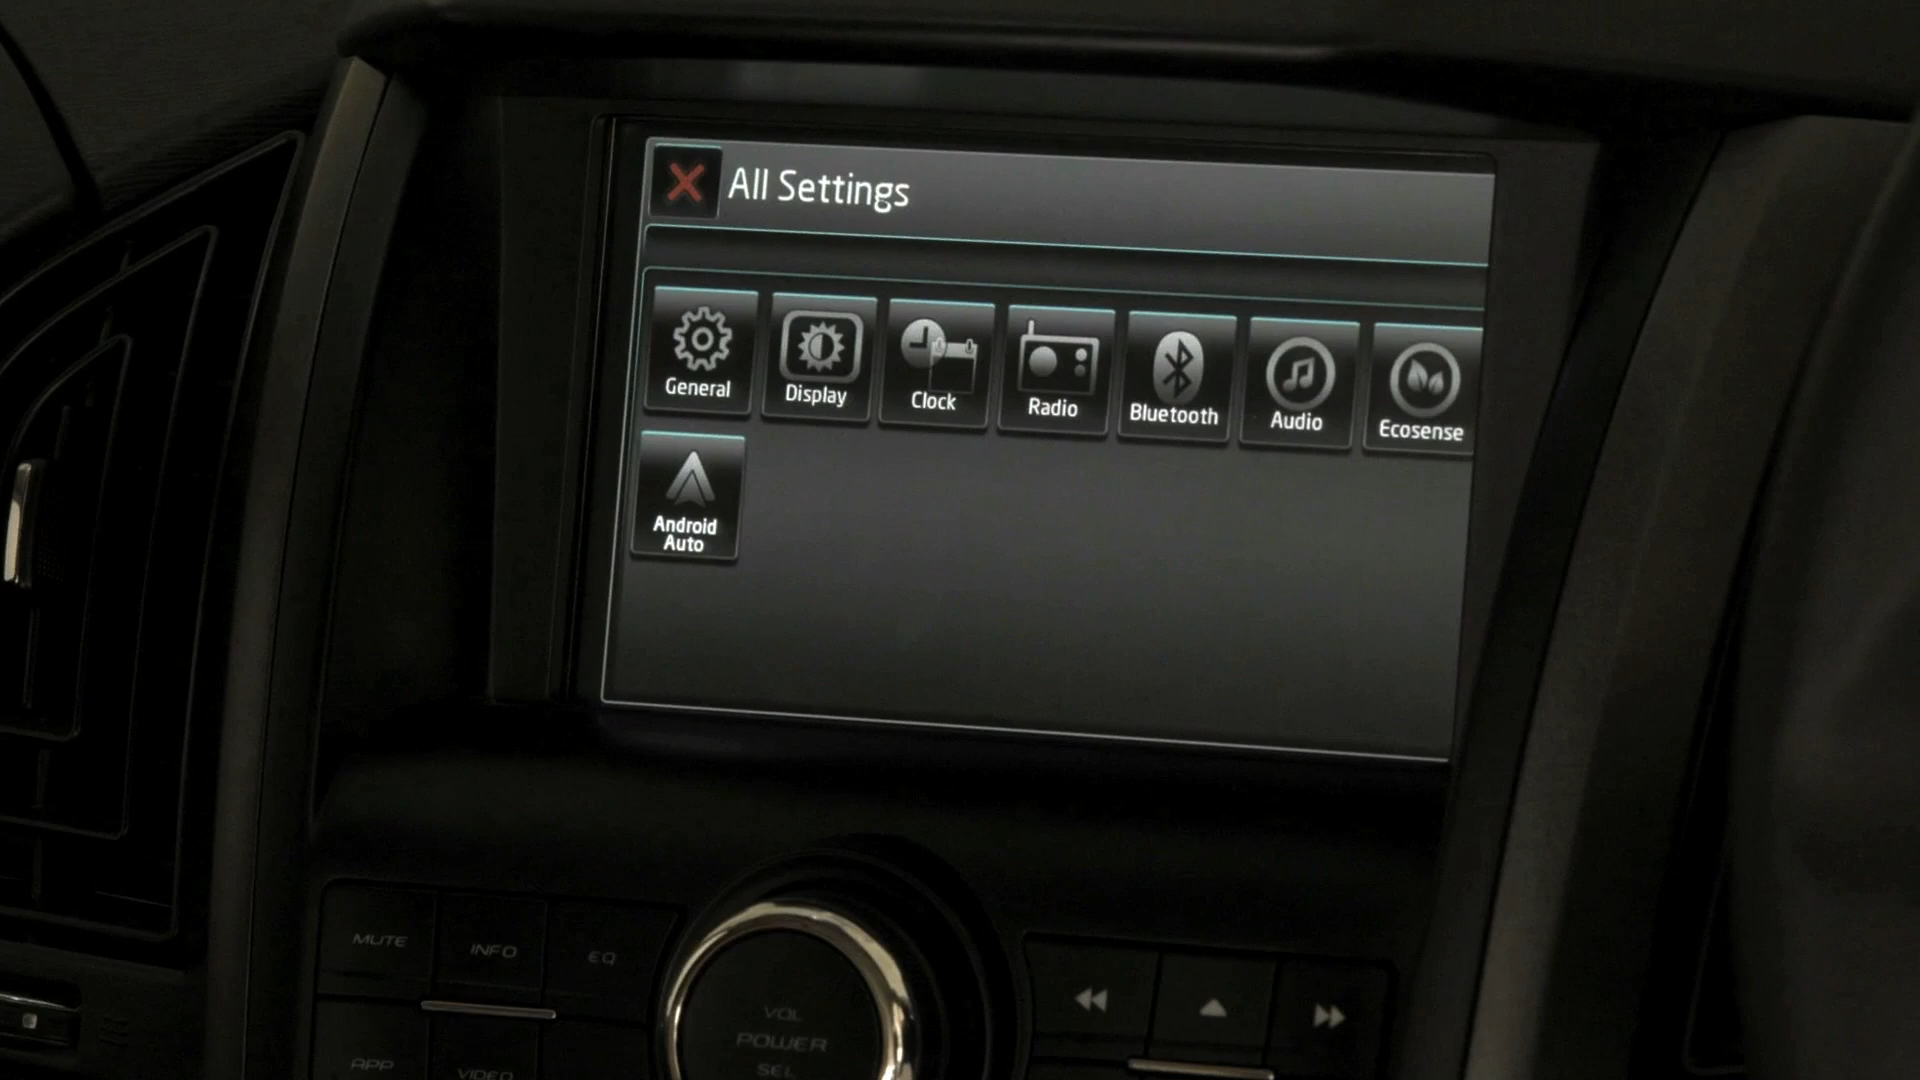 All Settings
General
Display
Clock
Radio
Bluetooth
Audio
Ecosense
Android
Auto
MUTE
INFO
EQ
VOL
POWER
SEL
APP
VIDEO